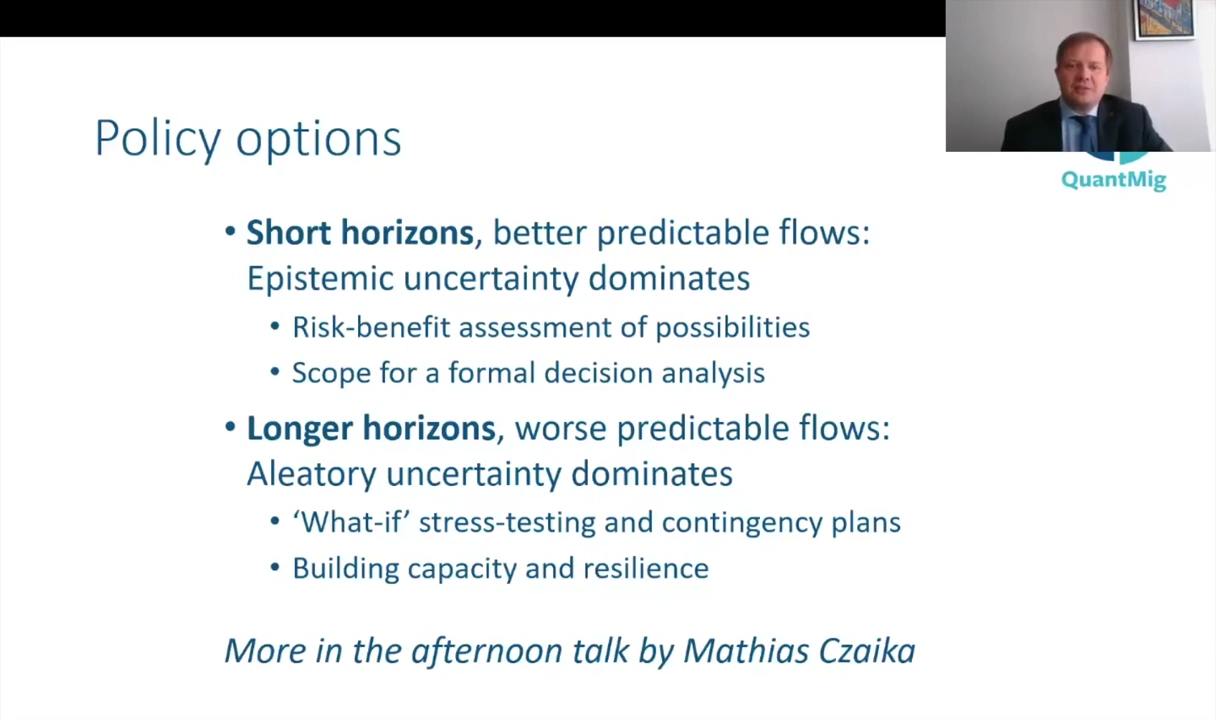 Policy options
QuantMig
• Short horizons, better predictable flows:
Epistemic uncertainty dominates
• Risk-benefit assessment of possibilities
• Scope for a formal decision analysis
• Longer horizons, worse predictable flows:
Aleatory uncertainty dominates
• ‘What-if’ stress-testing and contingency plans
• Building capacity and resilience
More in the afternoon talk by Mathias Czaika